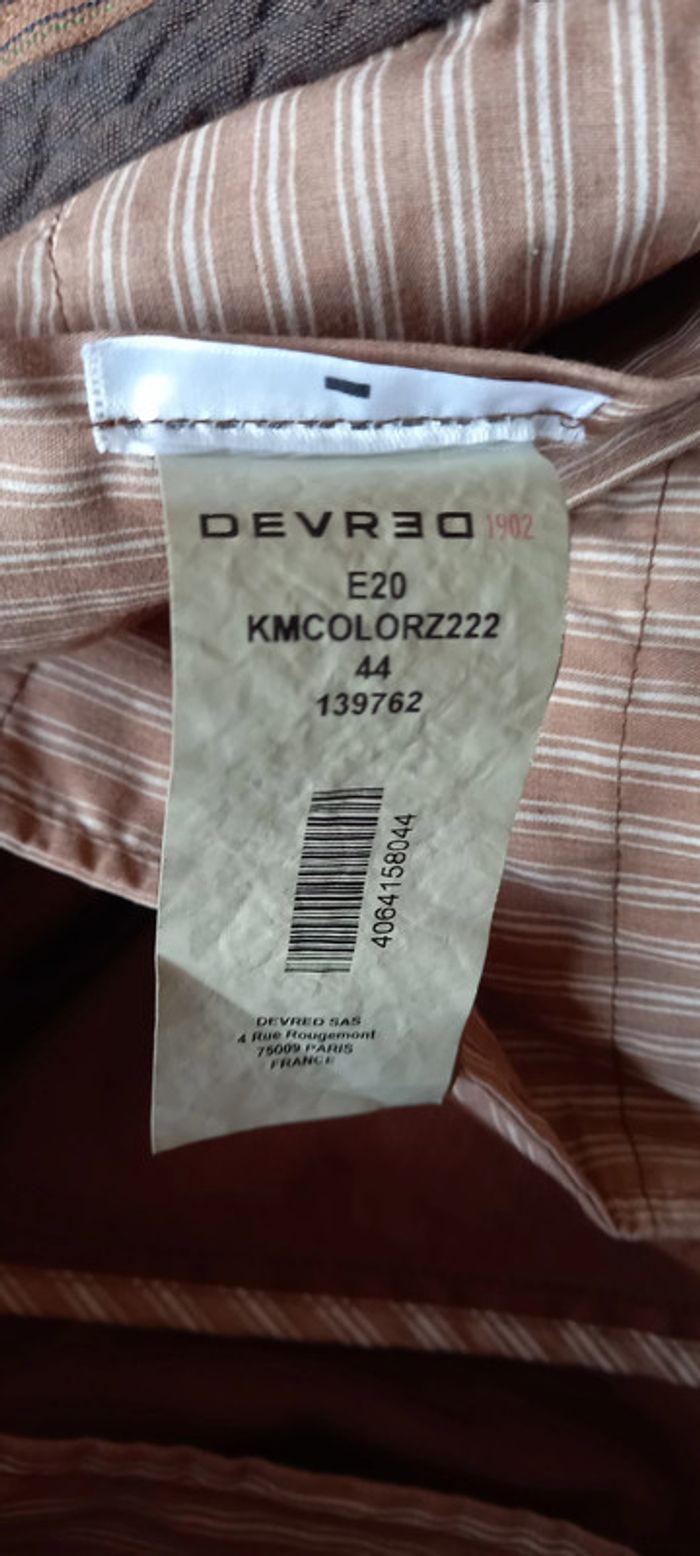 DEVRED 1902
E20
KMCOLORZ222
44
139762
4064158044
DEVRED SAS
4 Rue Rougemont
75009 PARIS
FRANCE